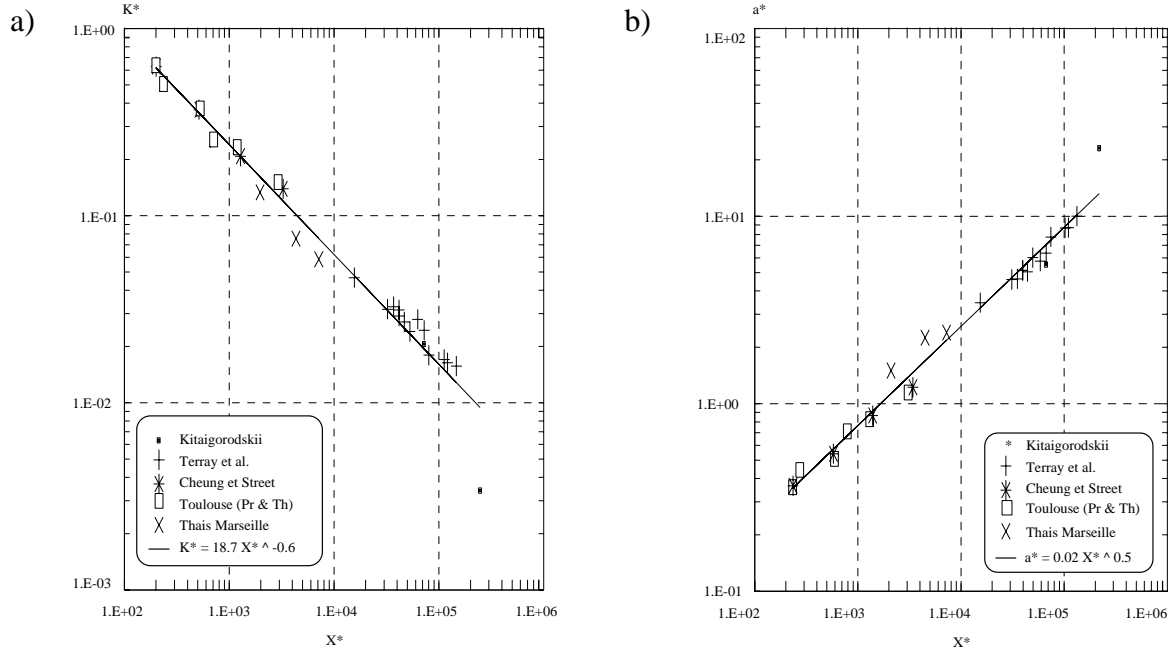 a)
K*
1.E+00
1.E-01
1.E-02
1.E-03
1.E+02
1.E+03
1.E+04
1.E+05
1.E+06
X*
Kitaigorodskii
Terray et al.
Cheung et Street
Toulouse (Pr & Th)
Thais Marseille
K* = 18.7 X* ^ -0.6
b)
a*
1.E+02
1.E+01
1.E+00
1.E-01
1.E+02
1.E+03
1.E+04
1.E+05
1.E+06
X*
Kitaigorodskii
Terray et al.
Cheung et Street
Toulouse (Pr & Th)
Thais Marseille
a* = 0.02 X* ^ 0.5